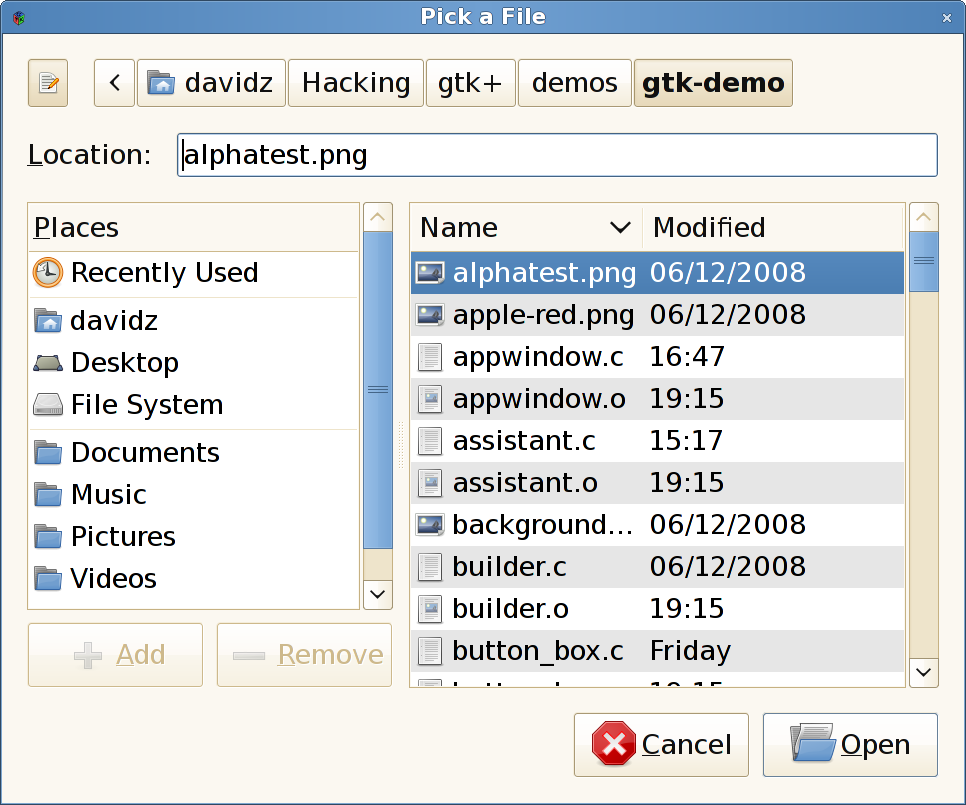 Pick a File
davidz Hacking gtk+ demos gtk-demo
Location: alphatest.png
Places
Recently Used
davidz
Desktop
File System
Documents
Music
Pictures
Videos
Add Remove
Name Modified
alphatest.png 06/12/2008
apple-red.png 06/12/2008
appwindow.c 16:47
appwindow.o 19:15
assistant.c 15:17
assistant.o 19:15
background... 06/12/2008
builder.c 06/12/2008
builder.o 19:15
button_box.c Friday
Cancel Open